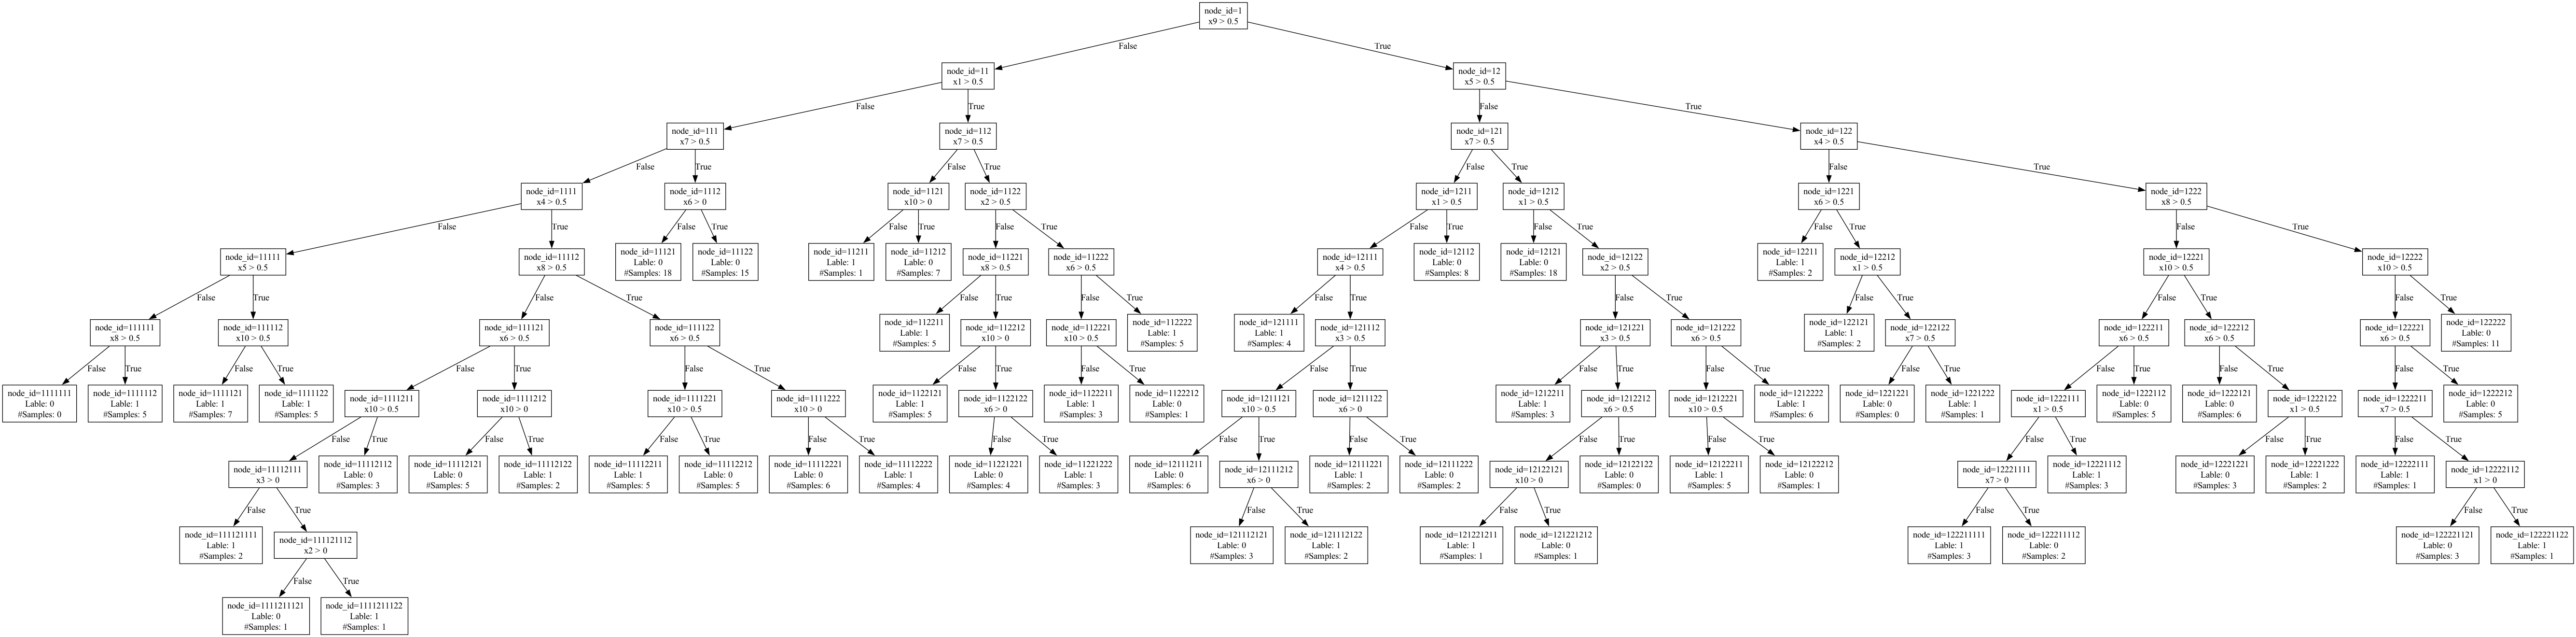 node_id=1
x9 > 0.5
False
True
node_id=11
x1 > 0.5
node_id=12
x5 > 0.5
False
True
False
True
node_id=111
x7 > 0.5
node_id=112
x7 > 0.5
node_id=121
x7 > 0.5
node_id=122
x4 > 0.5
False
True
False
True
False
True
False
True
node_id=1111
x4 > 0.5
node_id=1112
x6 > 0
node_id=1121
x10 > 0
node_id=1122
x2 > 0.5
node_id=1211
x1 > 0.5
node_id=1212
x1 > 0.5
node_id=1221
x6 > 0.5
node_id=1222
x8 > 0.5
False
True
False
True
False
True
False
True
False
True
False
True
False
True
False
True
node_id=11111
x5 > 0.5
node_id=11112
x8 > 0.5
node_id=11121
Lable: 0
#Samples: 18
node_id=11122
Lable: 0
#Samples: 15
node_id=11211
Lable: 1
#Samples: 1
node_id=11212
Lable: 0
#Samples: 7
node_id=11221
x8 > 0.5
node_id=11222
x6 > 0.5
node_id=12111
x4 > 0.5
node_id=12112
Lable: 0
#Samples: 8
node_id=12121
Lable: 0
#Samples: 18
node_id=12122
x2 > 0.5
node_id=12211
Lable: 1
#Samples: 2
node_id=12212
x1 > 0.5
node_id=12221
x10 > 0.5
node_id=12222
x10 > 0.5
False
True
False
True
False
True
False
True
False
True
False
True
False
True
False
True
False
True
node_id=111111
x8 > 0.5
node_id=111112
x10 > 0.5
node_id=111121
x6 > 0.5
node_id=111122
x6 > 0.5
node_id=112211
Lable: 1
#Samples: 5
node_id=112212
x10 > 0
node_id=112221
x10 > 0.5
node_id=112222
Lable: 1
#Samples: 5
node_id=121111
Lable: 1
#Samples: 4
node_id=121112
x3 > 0.5
node_id=121221
x3 > 0.5
node_id=121222
x6 > 0.5
node_id=122121
Lable: 1
#Samples: 2
node_id=122122
x7 > 0.5
node_id=122211
x6 > 0.5
node_id=122212
x6 > 0.5
node_id=122221
x6 > 0.5
node_id=122222
Lable: 0
#Samples: 11
False
True
False
True
False
True
False
True
False
True
False
True
False
True
False
True
False
True
False
True
False
True
False
True
False
True
node_id=1111111
Lable: 0
#Samples: 0
node_id=1111112
Lable: 1
#Samples: 5
node_id=1111121
Lable: 1
#Samples: 7
node_id=1111122
Lable: 1
#Samples: 5
node_id=1111211
x10 > 0.5
node_id=1111212
x10 > 0
node_id=1111221
x10 > 0.5
node_id=1111222
x10 > 0
node_id=1122121
Lable: 1
#Samples: 5
node_id=1122122
x6 > 0
node_id=1122211
Lable: 1
#Samples: 3
node_id=1122212
Lable: 0
#Samples: 1
node_id=1211121
x10 > 0.5
node_id=1211122
x6 > 0
node_id=1212211
Lable: 1
#Samples: 3
node_id=1212212
x6 > 0.5
node_id=1212221
x10 > 0.5
node_id=1212222
Lable: 1
#Samples: 6
node_id=1221221
Lable: 0
#Samples: 0
node_id=1221222
Lable: 1
#Samples: 1
node_id=1222111
x1 > 0.5
node_id=1222112
Lable: 0
#Samples: 5
node_id=1222121
Lable: 0
#Samples: 6
node_id=1222122
x1 > 0.5
node_id=1222211
x7 > 0.5
node_id=1222212
Lable: 0
#Samples: 5
False
True
False
True
False
True
False
True
False
True
False
True
False
True
False
True
False
True
False
True
False
True
False
True
node_id=11112111
x3 > 0
node_id=11112112
Lable: 0
#Samples: 3
node_id=11112121
Lable: 0
#Samples: 5
node_id=11112122
Lable: 1
#Samples: 2
node_id=11112211
Lable: 1
#Samples: 5
node_id=11112212
Lable: 0
#Samples: 5
node_id=11112221
Lable: 0
#Samples: 6
node_id=11112222
Lable: 1
#Samples: 4
node_id=11221221
Lable: 0
#Samples: 4
node_id=11221222
Lable: 1
#Samples: 3
node_id=12111211
Lable: 0
#Samples: 6
node_id=12111212
x6 > 0
node_id=12111221
Lable: 1
#Samples: 2
node_id=12111222
Lable: 0
#Samples: 2
node_id=12122121
x10 > 0
node_id=12122122
Lable: 0
#Samples: 0
node_id=12122211
Lable: 1
#Samples: 5
node_id=12122212
Lable: 0
#Samples: 1
node_id=12221111
x7 > 0
node_id=12221112
Lable: 1
#Samples: 3
node_id=12221221
Lable: 0
#Samples: 3
node_id=12221222
Lable: 1
#Samples: 2
node_id=12222111
Lable: 1
#Samples: 1
node_id=12222112
x1 > 0
False
True
False
True
False
True
False
True
False
True
node_id=111121111
Lable: 1
#Samples: 2
node_id=111121112
x2 > 0
node_id=121112121
Lable: 0
#Samples: 3
node_id=121112122
Lable: 1
#Samples: 2
node_id=121221211
Lable: 1
#Samples: 1
node_id=121221212
Lable: 0
#Samples: 1
node_id=122211111
Lable: 1
#Samples: 3
node_id=122211112
Lable: 0
#Samples: 2
node_id=122221121
Lable: 0
#Samples: 3
node_id=122221122
Lable: 1
#Samples: 1
False
True
node_id=1111211121
Lable: 0
#Samples: 1
node_id=1111211122
Lable: 1
#Samples: 1